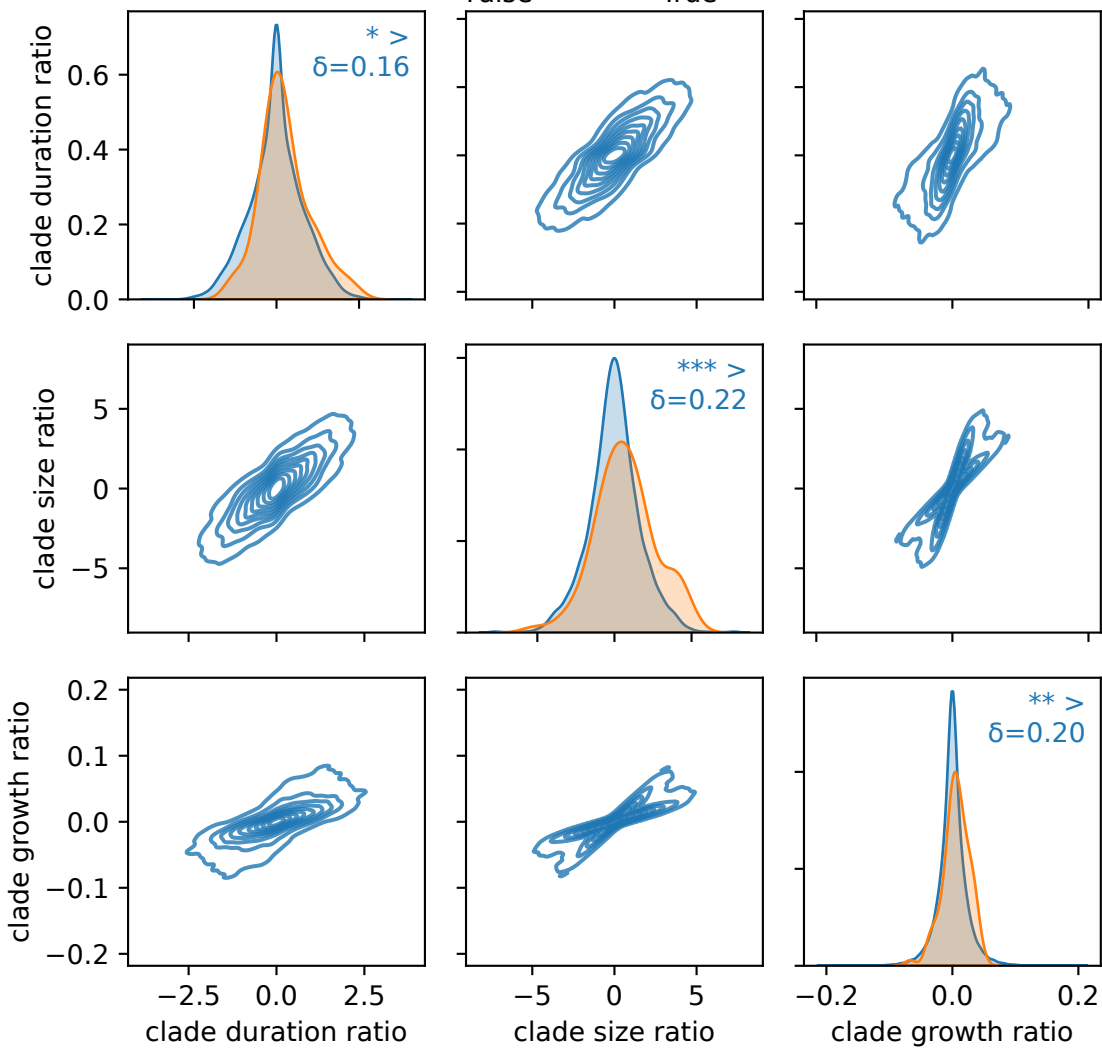 True
clade duration ratio
0.6
0.4
0.2
0.0
* >
δ=0.16
clade size ratio
5
0
−5
*** >
δ=0.22
clade growth ratio
0.2
0.1
0.0
−0.1
−0.2
** >
δ=0.20
−2.5 0.0 2.5
−5 0 5
−0.2 0.0 0.2
clade duration ratio
clade size ratio
clade growth ratio